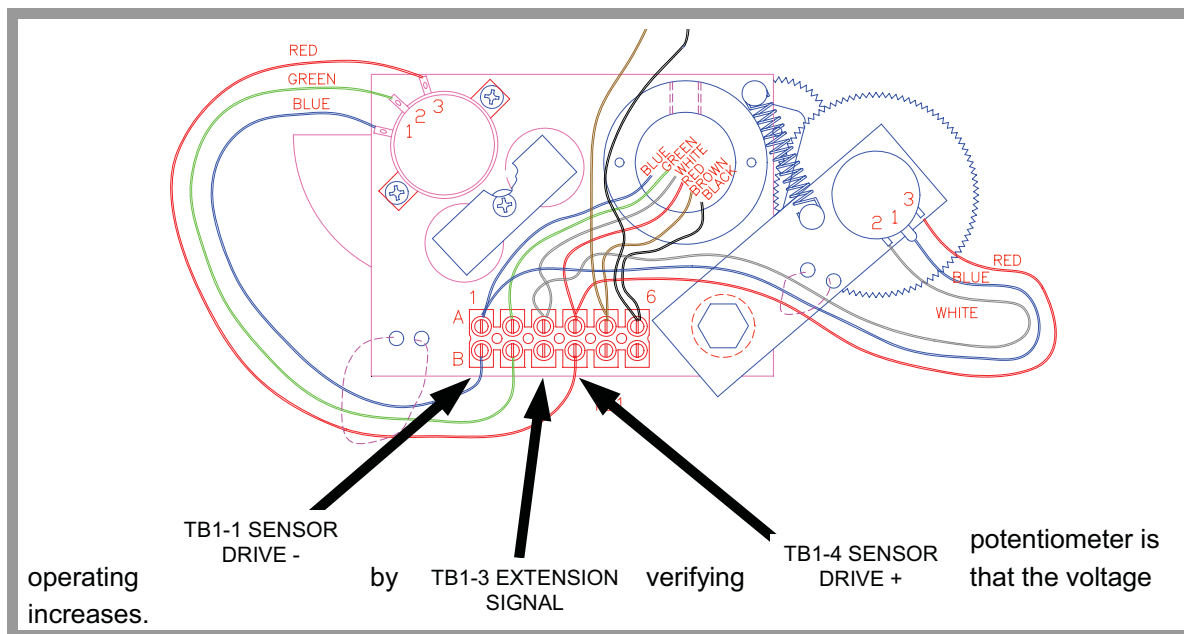 RED
GREEN
BLUE
3
2
1
BLUE
GREEN
WHITE
RED
BROWN
BLACK
3
1
2
RED
BLUE
WHITE
1
6
A
B
TB1-1 SENSOR
DRIVE -
TB1-3 EXTENSION
SIGNAL
TB1-4 SENSOR
DRIVE +
potentiometer is
operating by verifying that the voltage
increases.